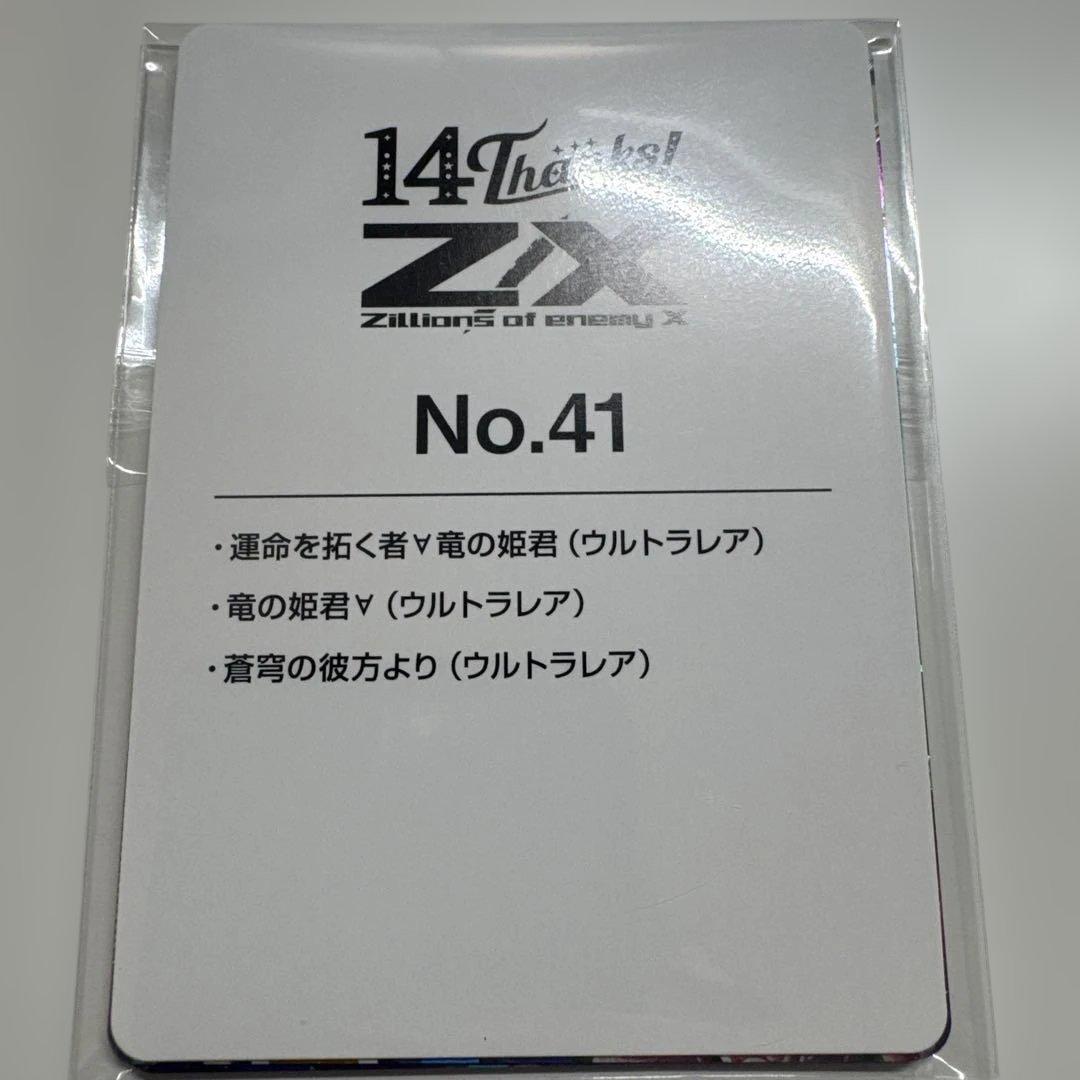 14 Thanks!
Z/X
Zillions of enemy X
No.41
・運命を拓く者∀竜の姫君（ウルトラレア）
・竜の姫君∀（ウルトラレア）
・蒼穹の彼方より（ウルトラレア）